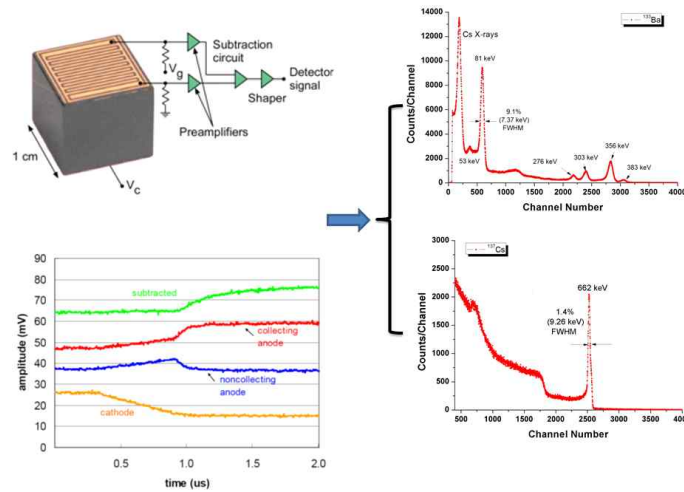 Subtraction
circuit
Vg
Detector
signal
Shaper
Preamplifiers
1 cm
Vc
90
80
70
60
50
40
30
20
10
0
amplitude (mV)
subtracted
collecting
anode
noncollecting
anode
cathode
0.5
1.0
1.5
2.0
time (us)
133Ba
14000
12000
10000
8000
6000
4000
2000
0
Counts/Channel
Cs X-rays
81 keV
9.1%
(7.37 keV)
FWHM
53 keV
276 keV
303 keV
356 keV
383 keV
0 500 1000 1500 2000 2500 3000 3500 4000
Channel Number
137Cs
3000
2500
2000
1500
1000
500
0
Counts/Channel
662 keV
1.4%
(9.26 keV)
FWHM
500 1000 1500 2000 2500 3000 3500 4000
Channel Number